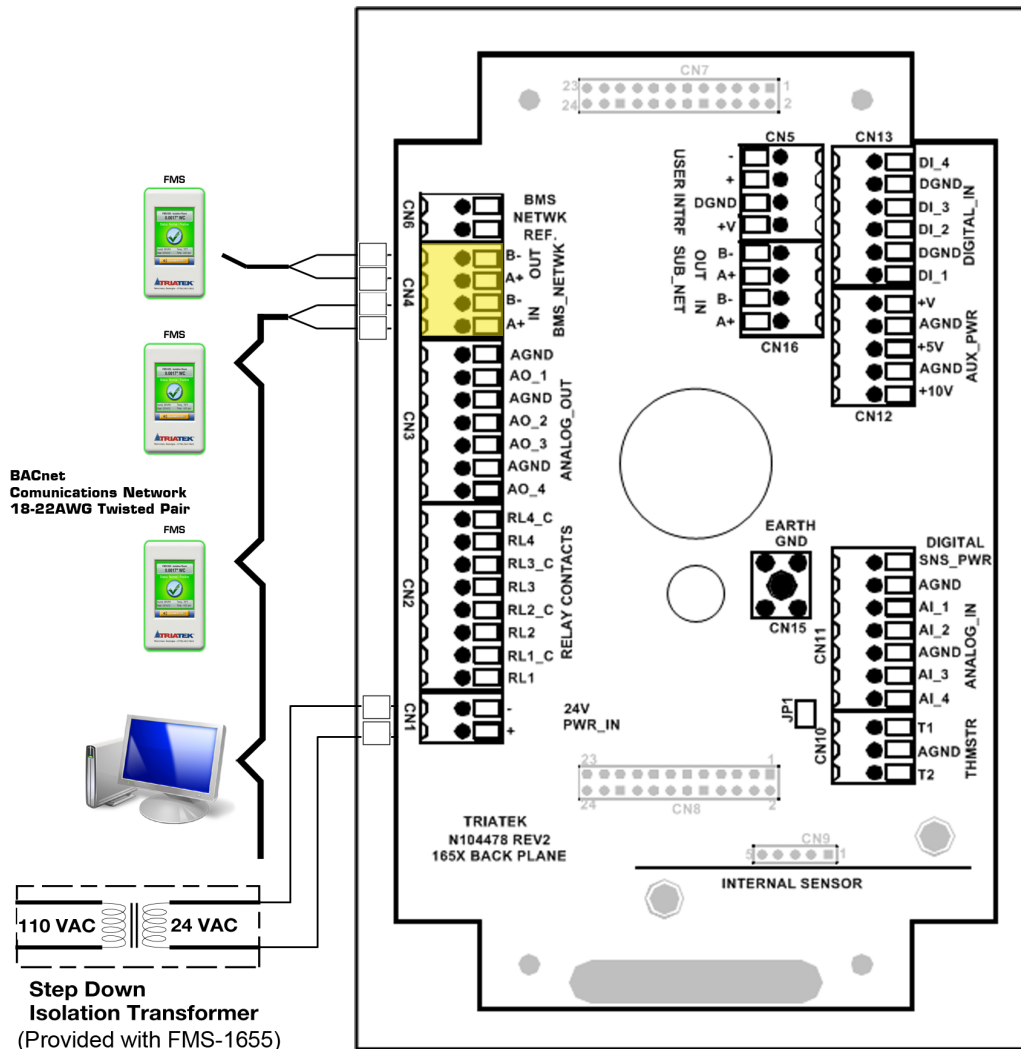 CN7
23
1
24
2
FMS
TRIATEK
FMS
TRIATEK
BACnet
Comunications Network
18-22AWG Twisted Pair
FMS
TRIATEK
110 VAC
24 VAC
Step Down
Isolation Transformer
(Provided with FMS-1655)
CN6
BMS
NETWK
REF.
CN4
B-
A+
B-
A+
OUT
IN
BMS_NETWK
CN3
AGND
AO_1
AGND
AO_2
AO_3
AGND
AO_4
ANALOG_OUT
CN2
RL4_C
RL4
RL3_C
RL3
RL2_C
RL2
RL1_C
RL1
RELAY CONTACTS
CN1
-
+
24V
PWR_IN
CN5
USER INTRF
-
+
DGND
+V
SUB_NET
OUT
IN
B-
A+
B-
A+
CN16
CN13
DI_4
DGND
DI_3
DI_2
DGND
DI_1
DIGITAL_IN
+V
AGND
+5V
AGND
+10V
AUX_PWR
CN12
EARTH
GND
CN15
DIGITAL
SNS_PWR
AGND
AI_1
AI_2
AGND
AI_3
AI_4
ANALOG_IN
CN11
JP1
CN10
T1
AGND
T2
THMSTR
23
1
24
2
CN8
TRIATEK
N104478 REV2
165X BACK PLANE
CN9
5
1
INTERNAL SENSOR